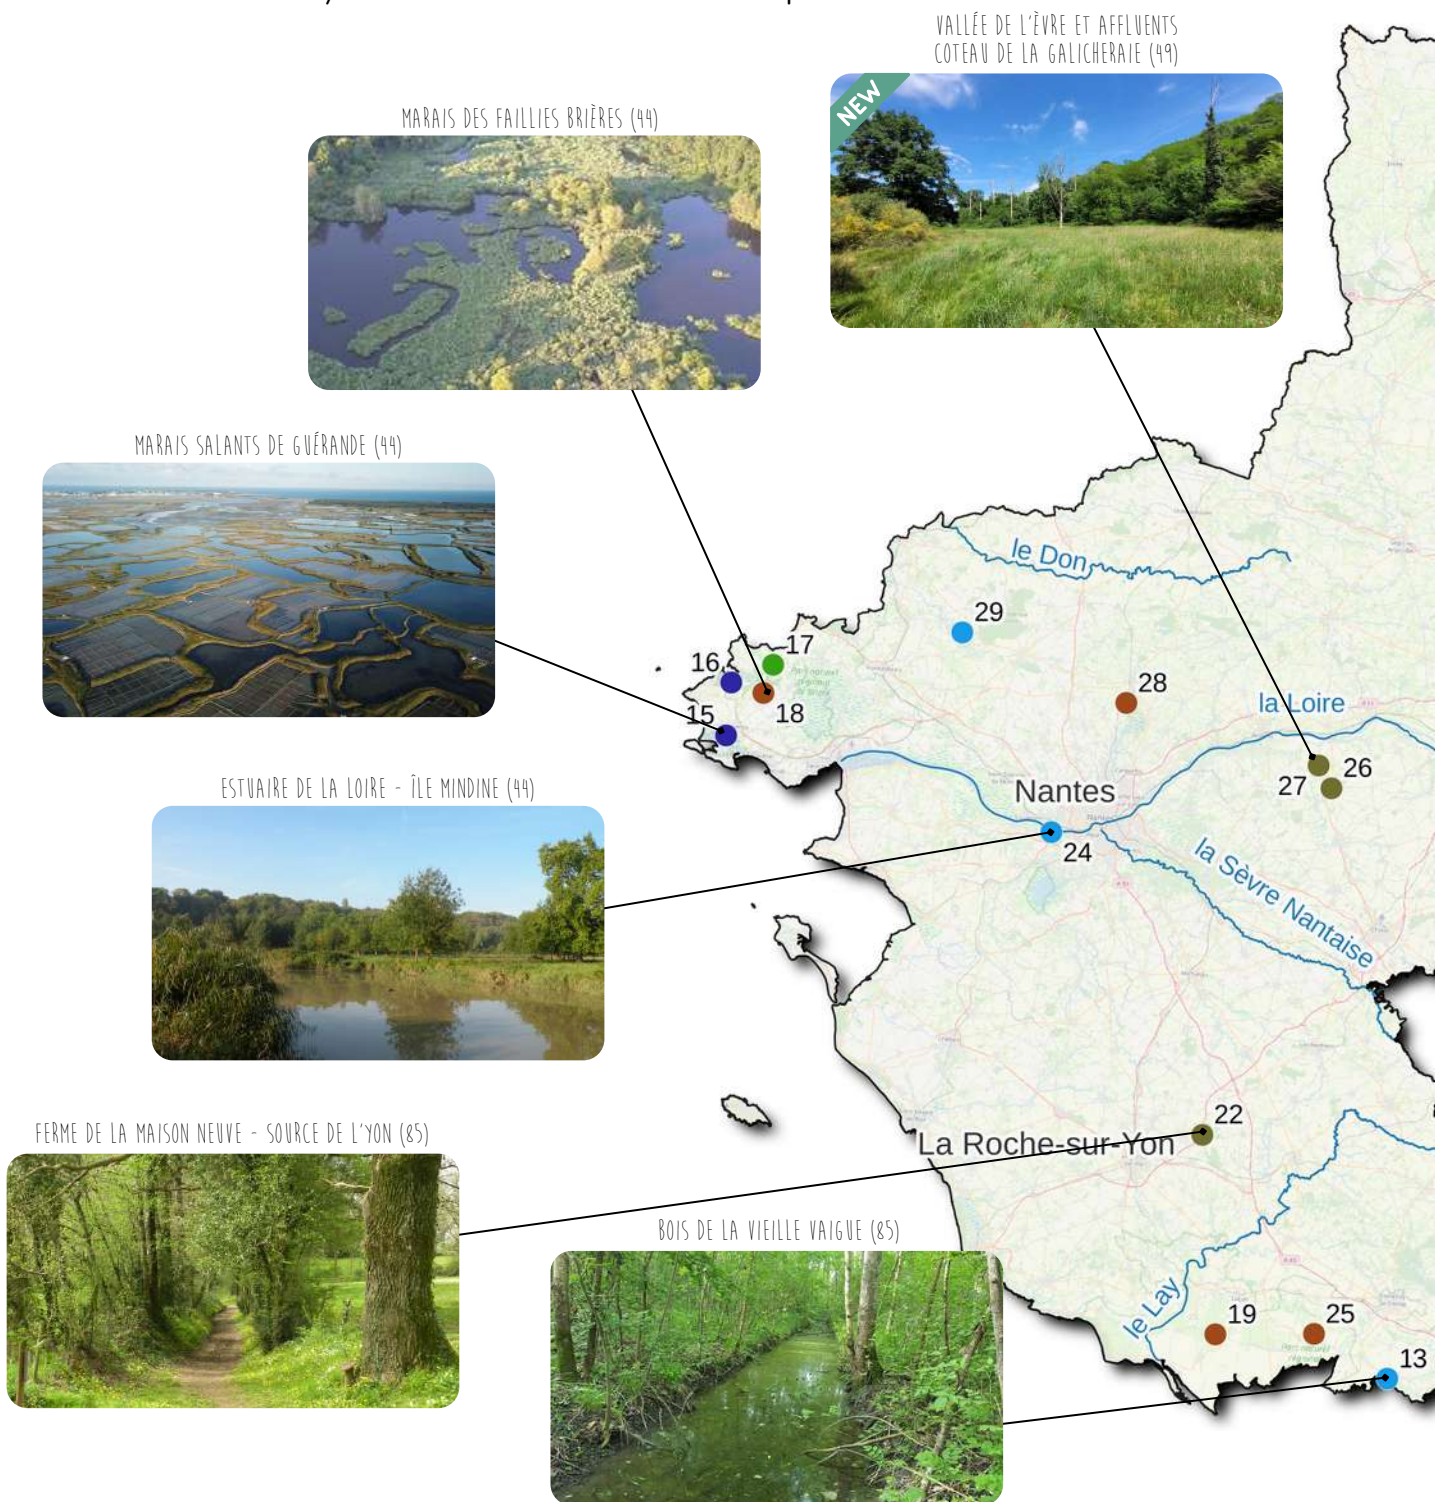 VALLÉE DE L'ÈVRE ET AFFLUENTS
COTEAU DE LA GALICHERAIE (49)
NEW
MARAIS DES FAILLIES BRIÈRES (44)
MARAIS SALANTS DE GUÉRANDE (44)
le Don
29
17
16
28
18
15
la Loire
26
27
Nantes
24
ESTUAIRE DE LA LOIRE - ÎLE MINDINE (44)
la Sèvre Nantaise
22
La Roche-sur-Yon
FERME DE LA MAISON NEUVE - SOURCE DE L'YON (85)
BOIS DE LA VIEILLE VAIGUE (85)
le Lay
19
25
13